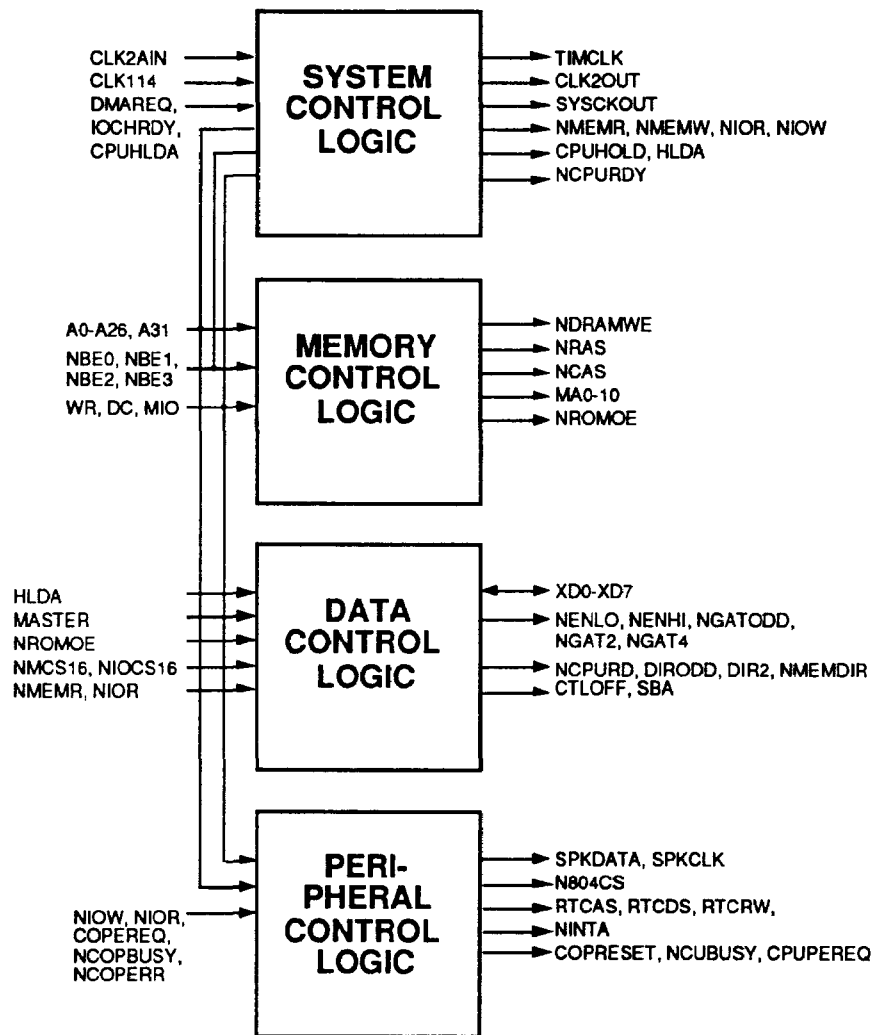 CLK2AIN
CLK114
DMAREQ,
IOCHRDY,
CPUHLDA
SYSTEM
CONTROL
LOGIC
TIMCLK
CLK2OUT
SYSCKOUT
NMEMR, NMEMW, NIOR, NIOW
CPUHOLD, HLDA
NCPURDY
A0-A26, A31
NBE0, NBE1,
NBE2, NBE3
WR, DC, MIO
MEMORY
CONTROL
LOGIC
NDRAMWE
NRAS
NCAS
MA0-10
NROMOE
HLDA
MASTER
NROMOE
NMCS16, NIOCS16
NMEMR, NIOR
DATA
CONTROL
LOGIC
XD0-XD7
NENLO, NENHI, NGATODD,
NGAT2, NGAT4
NCPURD, DIRODD, DIR2, NMEMDIR
CTLOFF, SBA
NIOW, NIOR,
COPEREQ,
NCOPBUSY,
NCOPERR
PERI-
PHERAL
CONTROL
LOGIC
SPKDATA, SPKCLK
N804CS
RTCAS, RTCDS, RTCRW,
NINTA
COPRESET, NCUBUSY, CPUPEREQ